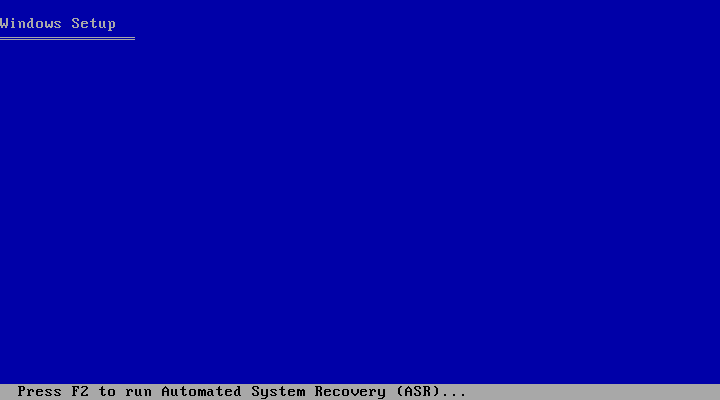 Windows Setup
Press F2 to run Automated System Recovery (ASR)...